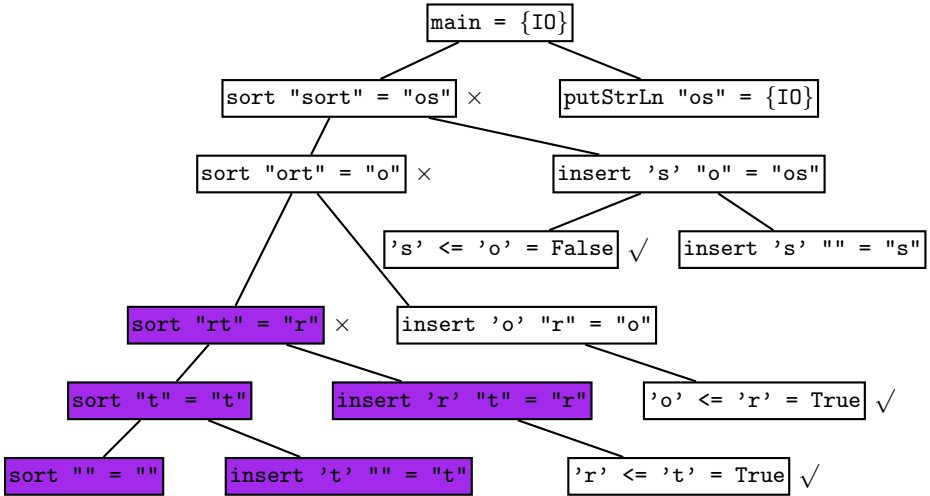 main = {IO}
sort "sort" = "os" × putStrLn "os" = {IO}
sort "ort" = "o" × insert 's' "o" = "os"
's' <= 'o' = False √ insert 's' "" = "s"
sort "rt" = "r" × insert 'o' "r" = "o"
sort "t" = "t" insert 'r' "t" = "r" 'o' <= 'r' = True √
sort "" = "" insert 't' "" = "t" 'r' <= 't' = True √